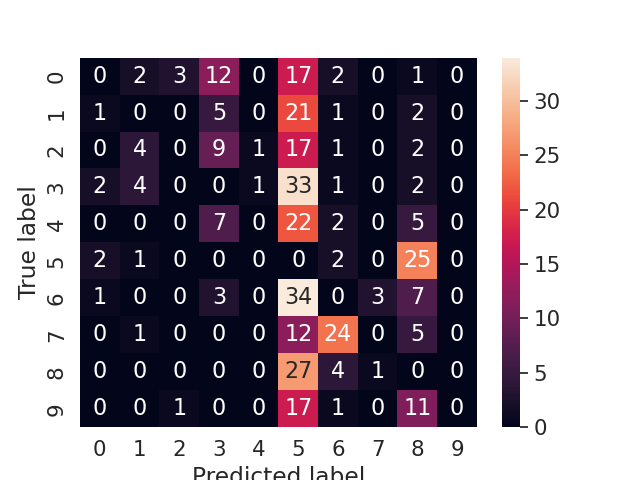 0 0 2 3 12 0 17 2 0 1 0
1 1 0 0 5 0 21 1 0 2 0
2 0 4 0 9 1 17 1 0 2 0
3 2 4 0 0 1 33 1 0 2 0
4 0 0 0 7 0 22 2 0 5 0
5 2 1 0 0 0 0 2 0 25 0
6 1 0 0 3 0 34 0 3 7 0
7 0 1 0 0 0 12 24 0 5 0
8 0 0 0 0 0 27 4 1 0 0
9 0 0 1 0 0 17 1 0 11 0
0 1 2 3 4 5 6 7 8 9
Predicted label
True label
30
25
20
15
10
5
0